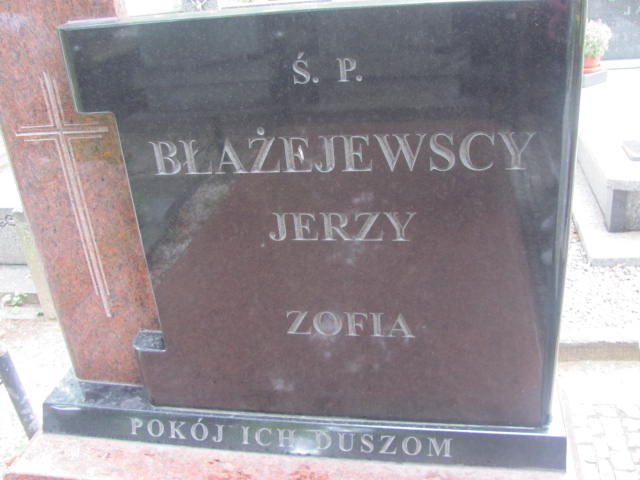 Ś. P.
BŁAŻEJEWSCY
JERZY
ZOFIA
POKÓJ ICH DUSZOM